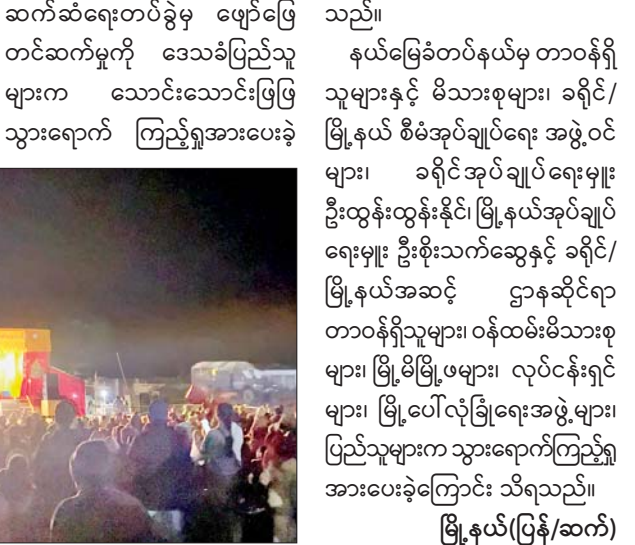 ဆက်ဆံရေးတပ်ခွဲမှ ဖျော်ဖြေ
တင်ဆက်မှုကို ဒေသခံပြည်သူ
များက သောင်းသောင်းဖြဖြ
သွားရောက် ကြည့်ရှုအားပေးခဲ့
သည်။
နယ်မြေခံတပ်နယ်မှ တာဝန်ရှိ
သူများနှင့် မိသားစုများ၊ ခရိုင်/
မြို့နယ် စီမံအုပ်ချုပ်ရေး အဖွဲ့ဝင်
များ၊ ခရိုင်အုပ်ချုပ်ရေးမှူး
ဦးထွန်းထွန်းနိုင်၊ မြို့နယ်အုပ်ချုပ်
ရေးမှူး ဦးစိုးသက်ဆွေနှင့် ခရိုင်/
မြို့နယ်အဆင့် ဌာနဆိုင်ရာ
တာဝန်ရှိသူများ၊ ဝန်ထမ်းမိသားစု
များ၊ မြို့မိမြို့ဖများ၊ လုပ်ငန်းရှင်
များ၊ မြို့ပေါ်လုံခြုံရေးအဖွဲ့များ၊
ပြည်သူများက သွားရောက်ကြည့်ရှု
အားပေးခဲ့ကြောင်း သိရသည်။
မြို့နယ်(ပြန်/ဆက်)